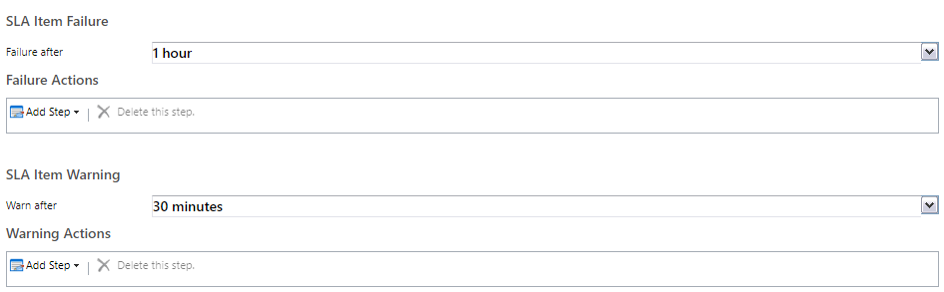 SLA Item Failure
Failure after 1 hour
Failure Actions
Add Step Delete this step.
SLA Item Warning
Warn after 30 minutes
Warning Actions
Add Step Delete this step.